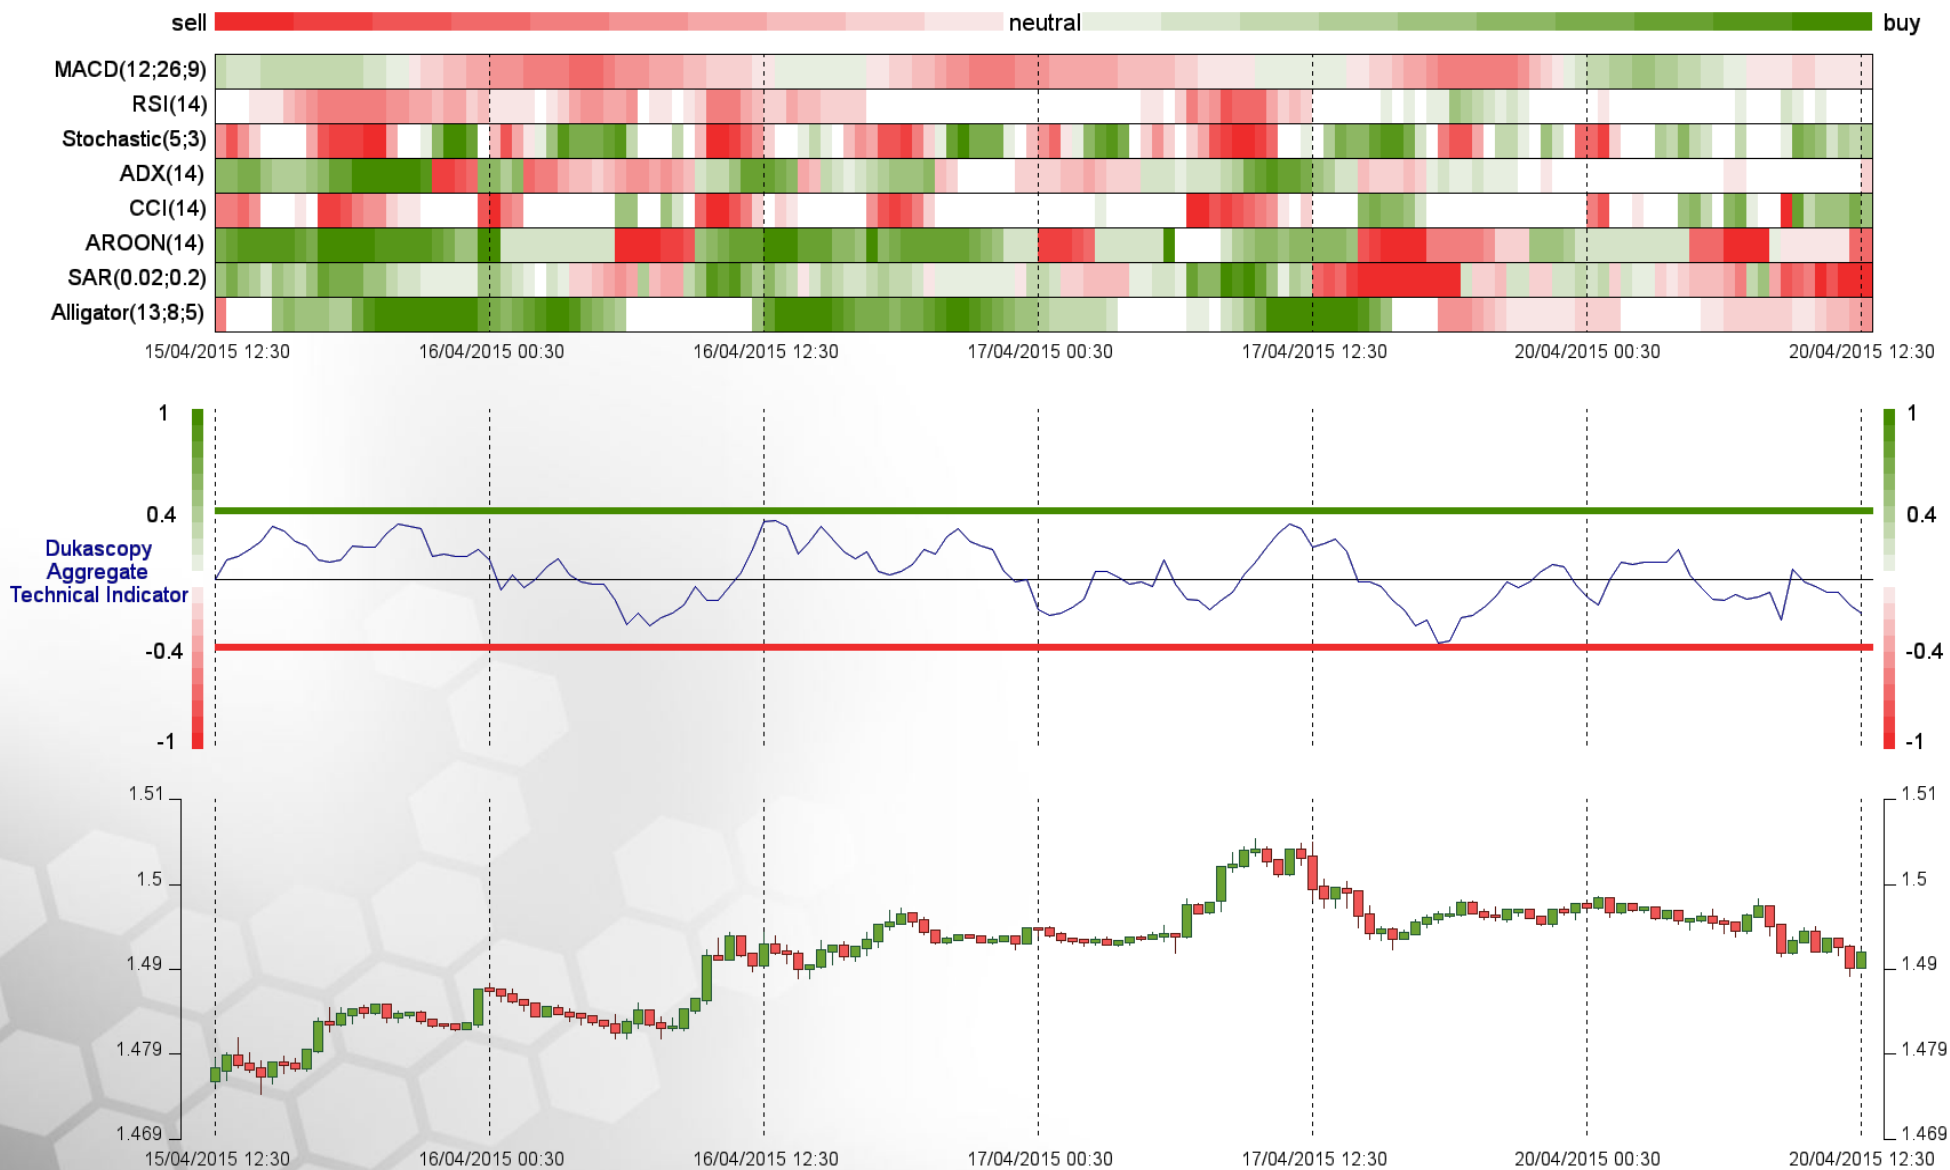 sell neutral buy
MACD(12;26;9)
RSI(14)
Stochastic(5;3)
ADX(14)
CCI(14)
AROON(14)
SAR(0.02;0.2)
Alligator(13;8;5)
15/04/2015 12:30 16/04/2015 00:30 16/04/2015 12:30 17/04/2015 00:30 17/04/2015 12:30 20/04/2015 00:30 20/04/2015 12:30
1 1
0.4 0.4
Dukascopy
Aggregate
Technical Indicator
-0.4 -0.4
-1 -1
1.51 1.51
1.5 1.5
1.49 1.49
1.479 1.479
1.469 1.469
15/04/2015 12:30 16/04/2015 00:30 16/04/2015 12:30 17/04/2015 00:30 17/04/2015 12:30 20/04/2015 00:30 20/04/2015 12:30